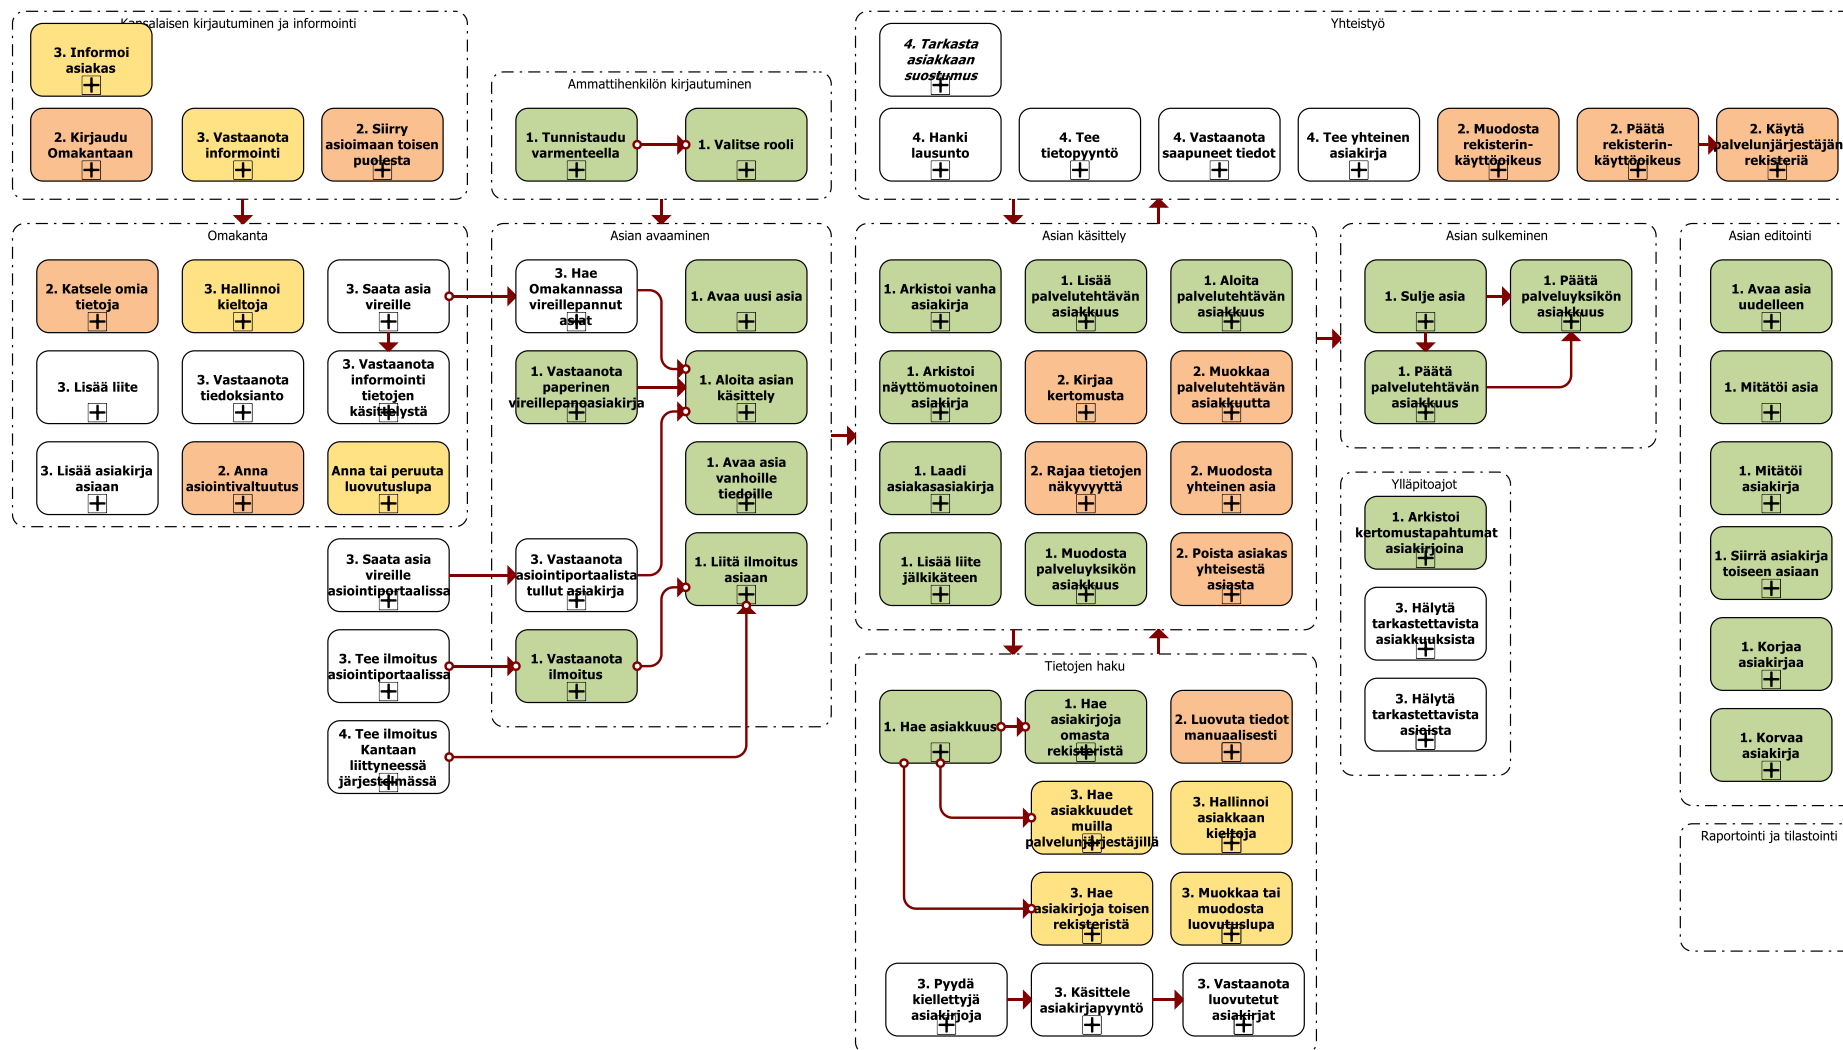 Kansalaisen kirjautuminen ja informointi
3. Informoi
asiakas
2. Kirjaudu
Omakantaan
3. Vastaanota
informointi
2. Siirry
asioimaan toisen
puolesta
Ammattihenkilön kirjautuminen
1. Tunnistaudu
varmenteella
1. Valitse rooli
Yhteistyö
4. Tarkasta
asiakkaan
suostumus
4. Hanki
lausunto
4. Tee
tietopyyntö
4. Vastaanota
saapuneet tiedot
4. Tee yhteinen
asiakirja
2. Muodosta
rekisterin-
käyttöoikeus
2. Päätä
rekisterin-
käyttöoikeus
2. Käytä
palvelunjärjestäjän
rekisteriä
Omakanta
2. Katsele omia
tietoja
3. Hallinnoi
kieltoja
3. Saata asia
vireille
3. Lisää liite
3. Vastaanota
tiedoksianto
3. Vastaanota
informointi
tietojen
käsittelystä
3. Lisää asiakirja
asiaan
2. Anna
asiointivaltuutus
Anna tai peruuta
luovutuslupa
3. Saata asia
vireille
asiointiportaalissa
3. Tee ilmoitus
asiointiportaalissa
4. Tee ilmoitus
Kantaan
liittyneessä
järjestelmässä
Asian avaaminen
3. Hae
Omakannassa
vireillepannut
asiat
1. Avaa uusi asia
1. Vastaanota
paperinen
vireillepanoasiakirja
1. Aloita asian
käsittely
1. Avaa asia
vanhoille
tiedoille
3. Vastaanota
asiointiportaalista
tullut asiakirja
1. Liitä ilmoitus
asiaan
1. Vastaanota
ilmoitus
Asian käsittely
1. Arkistoi vanha
asiakirja
1. Lisää
palvelutehtävän
asiakkuus
1. Aloita
palvelutehtävän
asiakkuus
1. Arkistoi
näyttömuotoinen
asiakirja
2. Kirjaa
kertomusta
2. Muokkaa
palvelutehtävän
asiakkuutta
1. Laadi
asiakasasiakirja
2. Rajaa tietojen
näkyvyyttä
2. Muodosta
yhteinen asia
1. Lisää liite
jälkikäteen
1. Muodosta
palveluyksikön
asiakkuus
2. Poista asiakas
yhteisestä
asiasta
Tietojen haku
1. Hae asiakkuus
1. Hae
asiakirjoja
omasta
rekisteristä
2. Luovuta tiedot
manuaalisesti
3. Hae
asiakkuudet
muilla
palvelunjärjestäjillä
3. Hallinnoi
asiakkaan
kieltoja
3. Hae
asiakirjoja toisen
rekisteristä
3. Muokkaa tai
muodosta
luovutuslupa
3. Pyydä
kiellettyjä
asiakirjoja
3. Käsittele
asiakirjapyyntö
3. Vastaanota
luovutetut
asiakirjat
Asian sulkeminen
1. Sulje asia
1. Päätä
palveluyksikön
asiakkuus
1. Päätä
palvelutehtävän
asiakkuus
Ylläpitoajot
1. Arkistoi
kertomustapahtumat
asiakirjoina
3. Hälytä
tarkastettavista
asiakkuuksista
3. Hälytä
tarkastettavista
asioista
Asian editointi
1. Avaa asia
uudelleen
1. Mitätöi asia
1. Mitätöi
asiakirja
1. Siirrä asiakirja
toiseen asiaan
1. Korjaa
asiakirjaa
1. Korvaa
asiakirja
Raportointi ja tilastointi